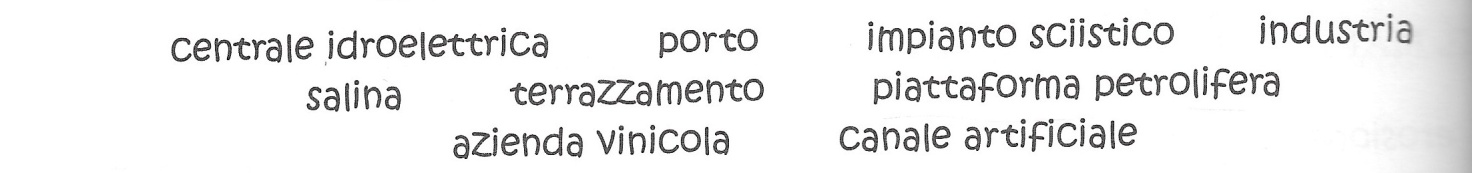 centrale idroelettrica porto impianto sciistico industria
salina terrazzamento piattaforma petrolifera
azienda vinicola canale artificiale